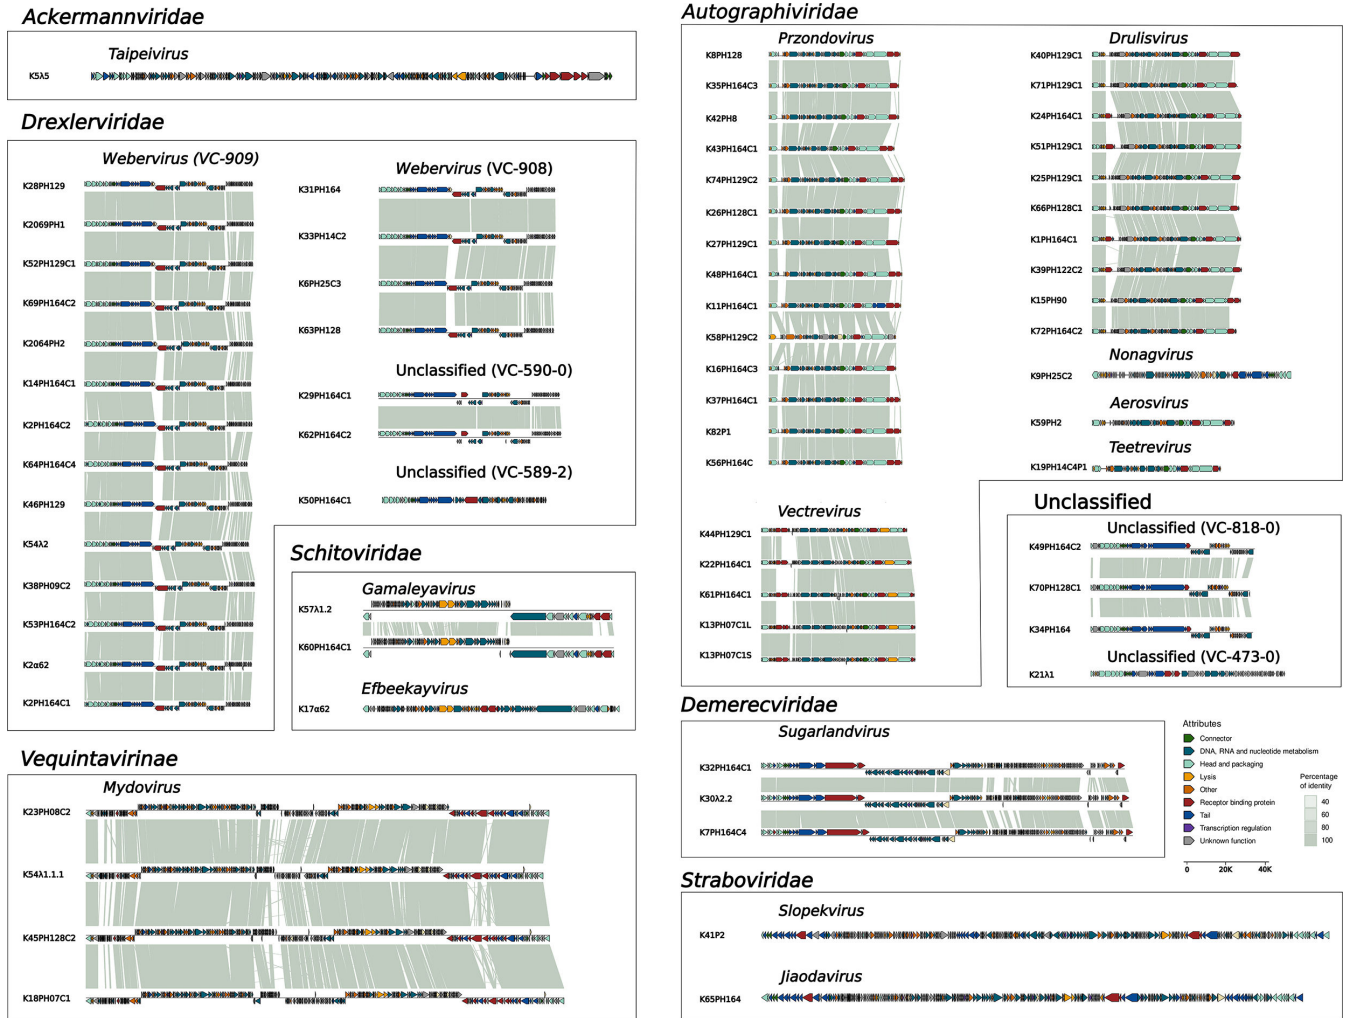 Ackermannviridae
Taipeivirus
K5λ5
Drexlerviridae
Webervirus (VC-909)
K28PH129
K2069PH1
K52PH129C1
K69PH164C2
K2064PH2
K14PH164C1
K2PH164C2
K64PH164C4
K46PH129
K54λ2
K38PH09C2
K53PH164C2
K2α62
K2PH164C1
Webervirus (VC-908)
K31PH164
K33PH14C2
K6PH25C3
K63PH128
Unclassified (VC-590-0)
K29PH164C1
K62PH164C2
Unclassified (VC-589-2)
K50PH164C1
Schitoviridae
Gamaleyavirus
K57λ1.2
K60PH164C1
Efbeekayvirus
K17α62
Vequintavirinae
Mydovirus
K23PH08C2
K54λ1.1.1
K45PH128C2
K18PH07C1
Autographiviridae
Przondovirus
K8PH128
K35PH164C3
K42PH8
K43PH164C1
K74PH129C2
K26PH128C1
K27PH129C1
K48PH164C1
K11PH164C1
K58PH129C2
K16PH164C3
K37PH164C1
K82P1
K56PH164C
Vectrevirus
K44PH129C1
K22PH164C1
K61PH164C1
K13PH07C1L
K13PH07C1S
Drulisvirus
K40PH129C1
K71PH129C1
K24PH164C1
K51PH129C1
K25PH129C1
K66PH128C1
K1PH164C1
K39PH122C2
K15PH90
K72PH164C2
Nonagvirus
K9PH25C2
Aerosvirus
K59PH2
Teetrevirus
K19PH14C4P1
Unclassified
Unclassified (VC-818-0)
K49PH164C2
K70PH128C1
K34PH164
Unclassified (VC-473-0)
K21λ1
Demerecviridae
Sugarlandvirus
K32PH164C1
K30λ2.2
K7PH164C4
Attributes
Connector
DNA, RNA and nucleotide metabolism
Head and packaging
Lysis
Other
Receptor binding protein
Tail
Transcription regulation
Unknown function
Percentage
of identity
40
60
80
100
0 20 40K
Straboviridae
Slopekvirus
K41P2
Jiaodavirus
K65PH164